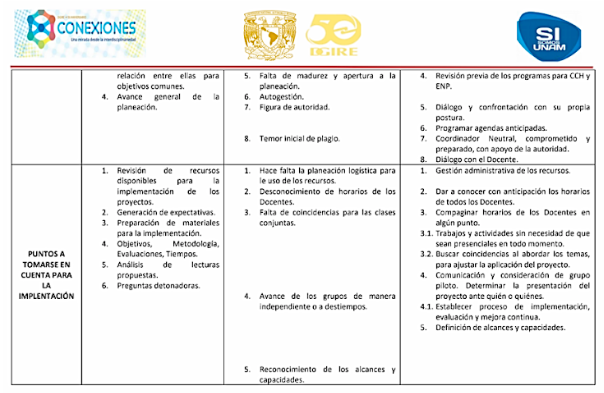 CONEXIONES
Una mirada desde la interdisciplinariedad
50
DGIRE
SI
UNAM
relación entre ellas para
objetivos comunes.
4. Avance general de la
planeación.
5. Falta de madurez y apertura a la
planeación.
6. Autogestión.
7. Figura de autoridad.
8. Temor inicial de plagio.
4. Revisión previa de los programas para CCH y
ENP.
5. Diálogo y confrontación con su propia
postura.
6. Programar agendas anticipadas.
7. Coordinador Neutral, comprometido y
preparado, con apoyo de la autoridad.
8. Diálogo con el Docente.
PUNTOS A
TOMARSE EN
CUENTA PARA
LA
IMPLENTACIÓN
1. Revisión de recursos
disponibles para la
implementación de los
proyectos.
2. Generación de expectativas.
3. Preparación de materiales
para la implementación.
4. Objetivos, Metodología,
Evaluaciones, Tiempos.
5. Análisis de lecturas
propuestas.
6. Preguntas detonadoras.
1. Hace falta la planeación logística para
le uso de los recursos.
2. Desconocimiento de horarios de los
Docentes.
3. Falta de coincidencias para las clases
conjuntas.
4. Avance de los grupos de manera
independiente o a destiempos.
5. Reconocimiento de los alcances y
capacidades.
1. Gestión administrativa de los recursos.
2. Dar a conocer con anticipación los horarios
de todos los Docentes.
3. Compaginar horarios de los Docentes en
algún punto.
3.1. Trabajos y actividades sin necesidad de que
sean presenciales en todo momento.
3.2. Buscar coincidencias al abordar los temas,
para ajustar la aplicación del proyecto.
4. Comunicación y consideración de grupo
piloto. Determinar la presentación del
proyecto ante quién o quiénes.
4.1. Establecer proceso de implementación,
evaluación y mejora continua.
5. Definición de alcances y capacidades.